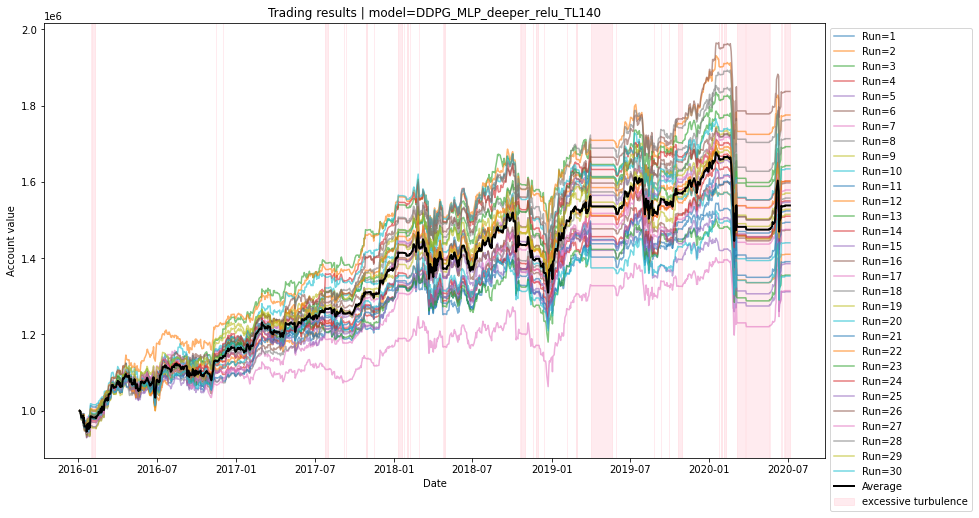 Trading results | model=DDPG_MLP_deeper_relu_TL140
1e6
2.0
1.8
1.6
1.4
1.2
1.0
Account value
2016-01 2016-07 2017-01 2017-07 2018-01 2018-07 2019-01 2019-07 2020-01 2020-07
Date
Run=1
Run=2
Run=3
Run=4
Run=5
Run=6
Run=7
Run=8
Run=9
Run=10
Run=11
Run=12
Run=13
Run=14
Run=15
Run=16
Run=17
Run=18
Run=19
Run=20
Run=21
Run=22
Run=23
Run=24
Run=25
Run=26
Run=27
Run=28
Run=29
Run=30
Average
excessive turbulence